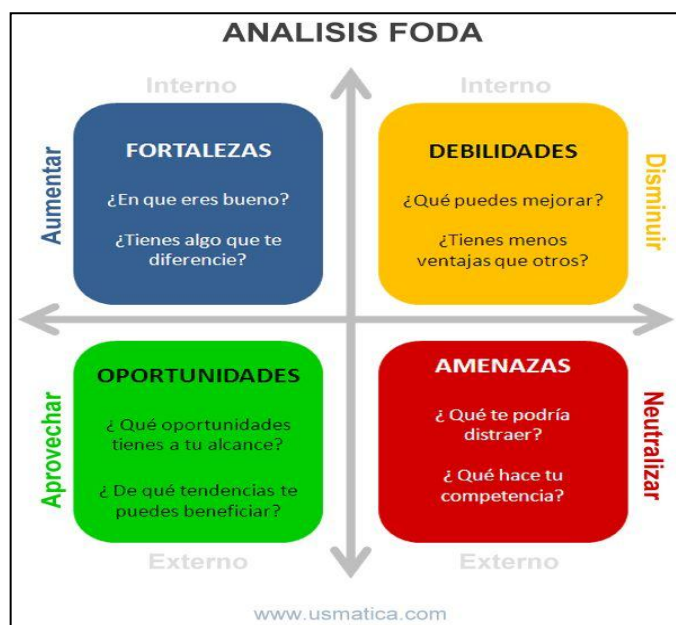 ANALISIS FODA
Interno
Interno
Aumentar
FORTALEZAS
¿En que eres bueno?
¿Tienes algo que te
diferencie?
DEBILIDADES
¿Qué puedes mejorar?
¿Tienes menos
ventajas que otros?
Disminuir
Aprovechar
OPORTUNIDADES
¿ Qué oportunidades
tienes a tu alcance?
¿ De qué tendencias te
puedes beneficiar?
AMENAZAS
¿ Qué te podría
distraer?
¿ Qué hace tu
competencia?
Neutralizar
Externo
Externo
www.usmatica.com